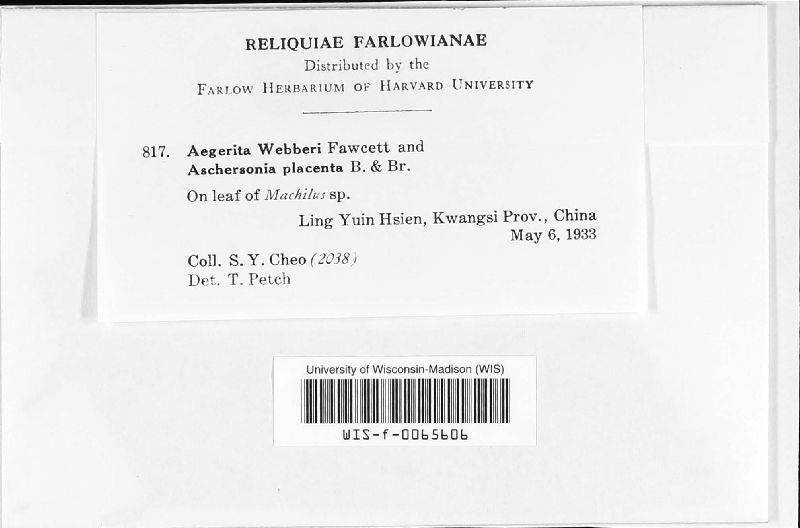 RELIQUIAE FARLOWIANAE
Distributed by the
FARLOW HERBARIUM OF HARVARD UNIVERSITY
817. Aegerita Webberi Fawcett and
Aschersonia placenta B. & Br.
On leaf of Machilus sp.
Ling Yuin Hsien, Kwangsi Prov., China
May 6, 1933
Coll. S. Y. Cheo (2038)
Det. T. Petch
University of Wisconsin-Madison (WIS)
WIS-f-0065606